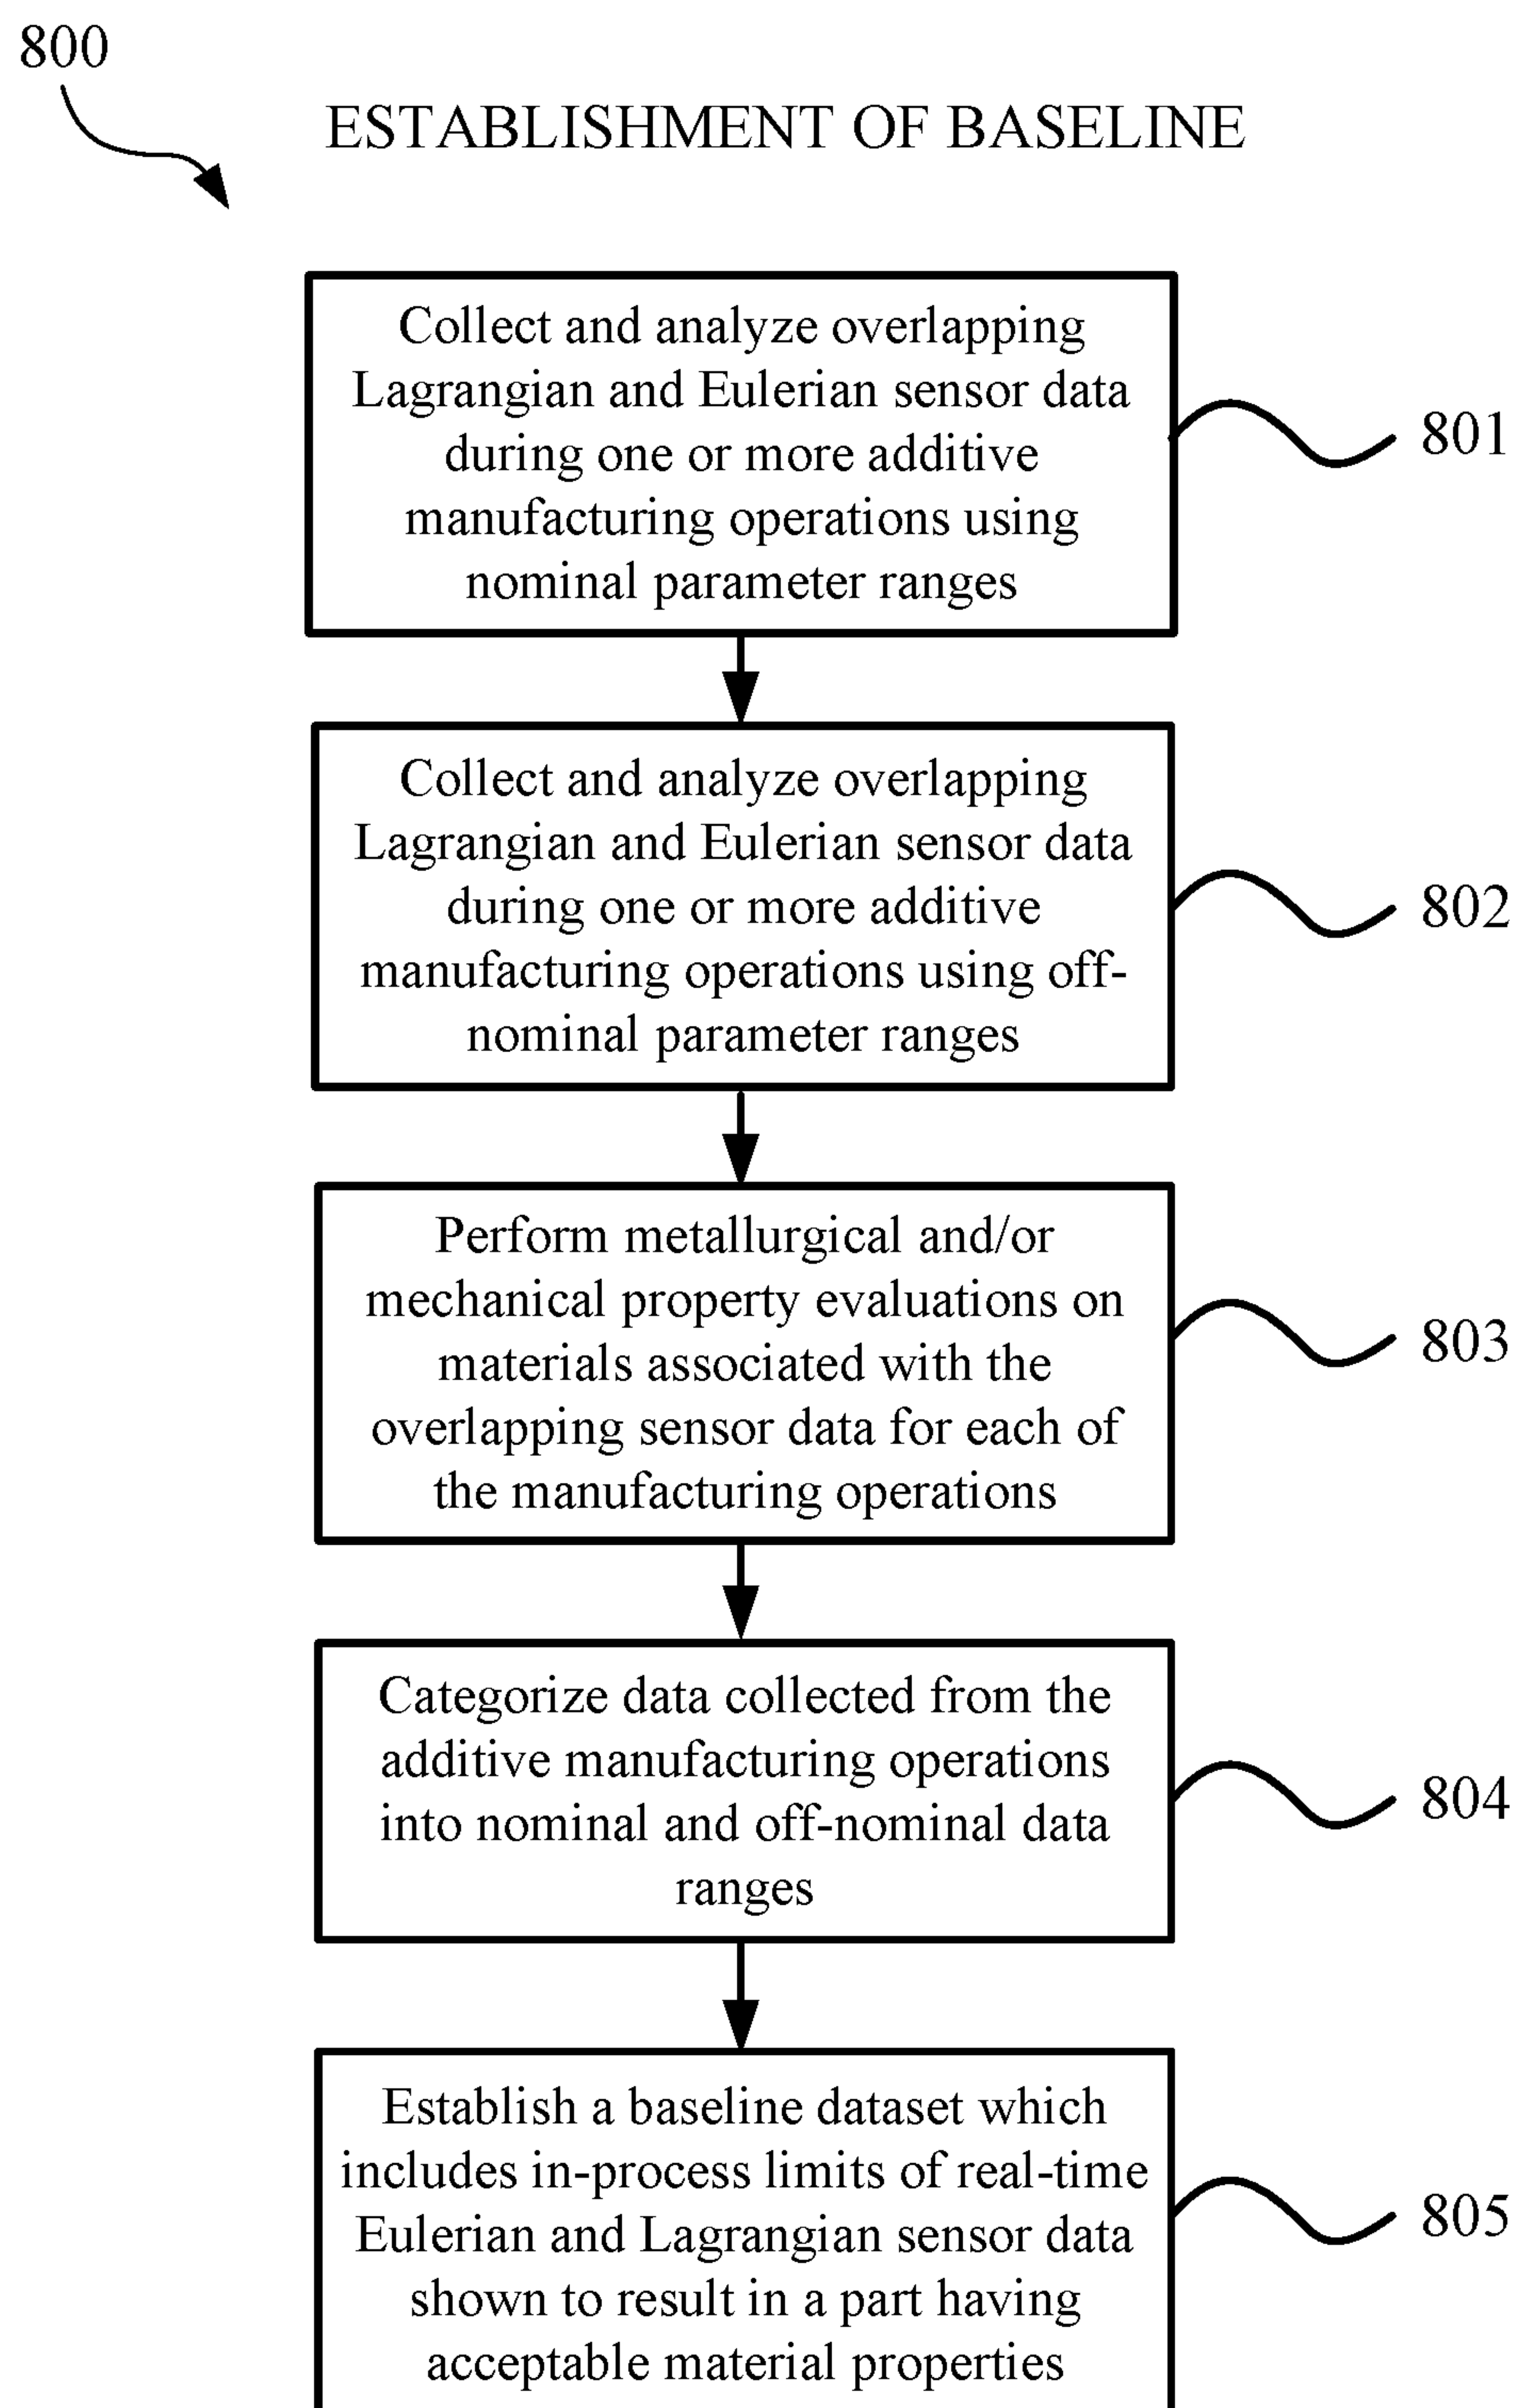 800
ESTABLISHMENT OF BASELINE
Collect and analyze overlapping
Lagrangian and Eulerian sensor data
during one or more additive
manufacturing operations using
nominal parameter ranges
801
Collect and analyze overlapping
Lagrangian and Eulerian sensor data
during one or more additive
manufacturing operations using off-
nominal parameter ranges
802
Perform metallurgical and/or
mechanical property evaluations on
materials associated with the
overlapping sensor data for each of
the manufacturing operations
803
Categorize data collected from the
additive manufacturing operations
into nominal and off-nominal data
ranges
804
Establish a baseline dataset which
includes in-process limits of real-time
Eulerian and Lagrangian sensor data
shown to result in a part having
acceptable material properties
805